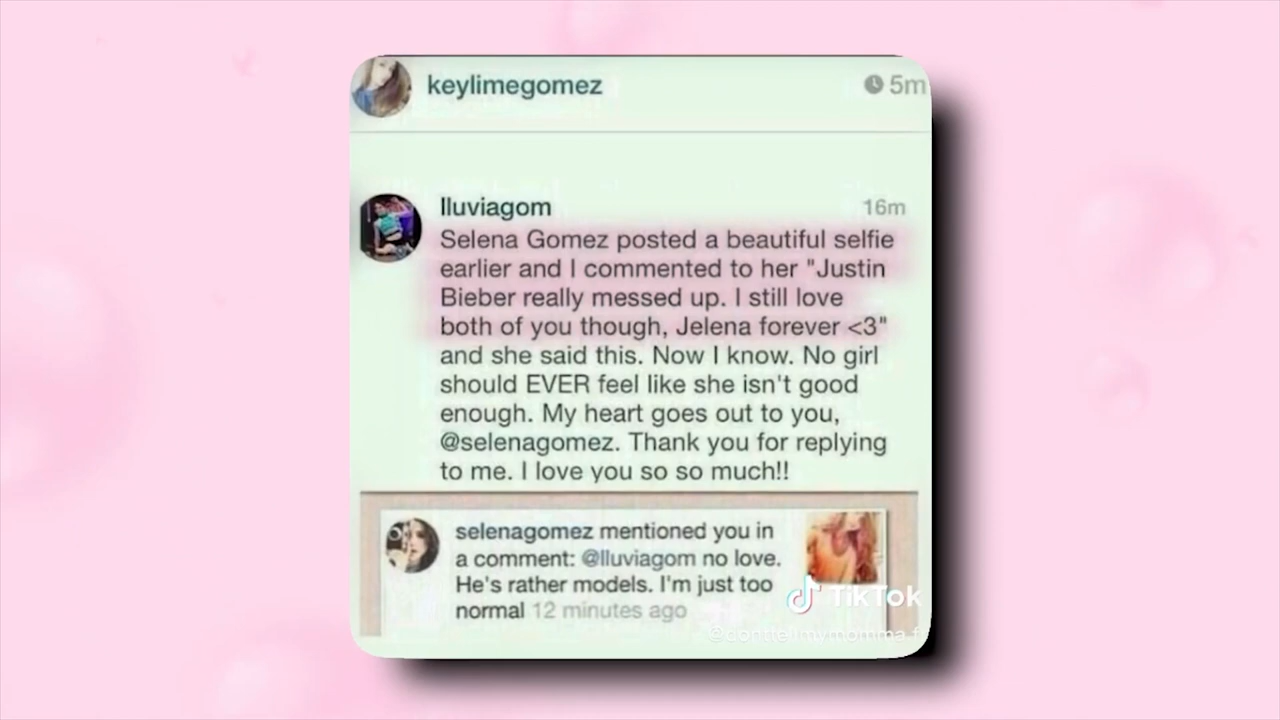 keylimegomez
5m
lluviagom
16m
Selena Gomez posted a beautiful selfie
earlier and I commented to her "Justin
Bieber really messed up. I still love
both of you though, Jelena forever <3"
and she said this. Now I know. No girl
should EVER feel like she isn't good
enough. My heart goes out to you,
@selenagomez. Thank you for replying
to me. I love you so so much!!
selenagomez mentioned you in
a comment: @lluviagom no love.
He's rather models. I'm just too
normal 12 minutes ago
TikTok